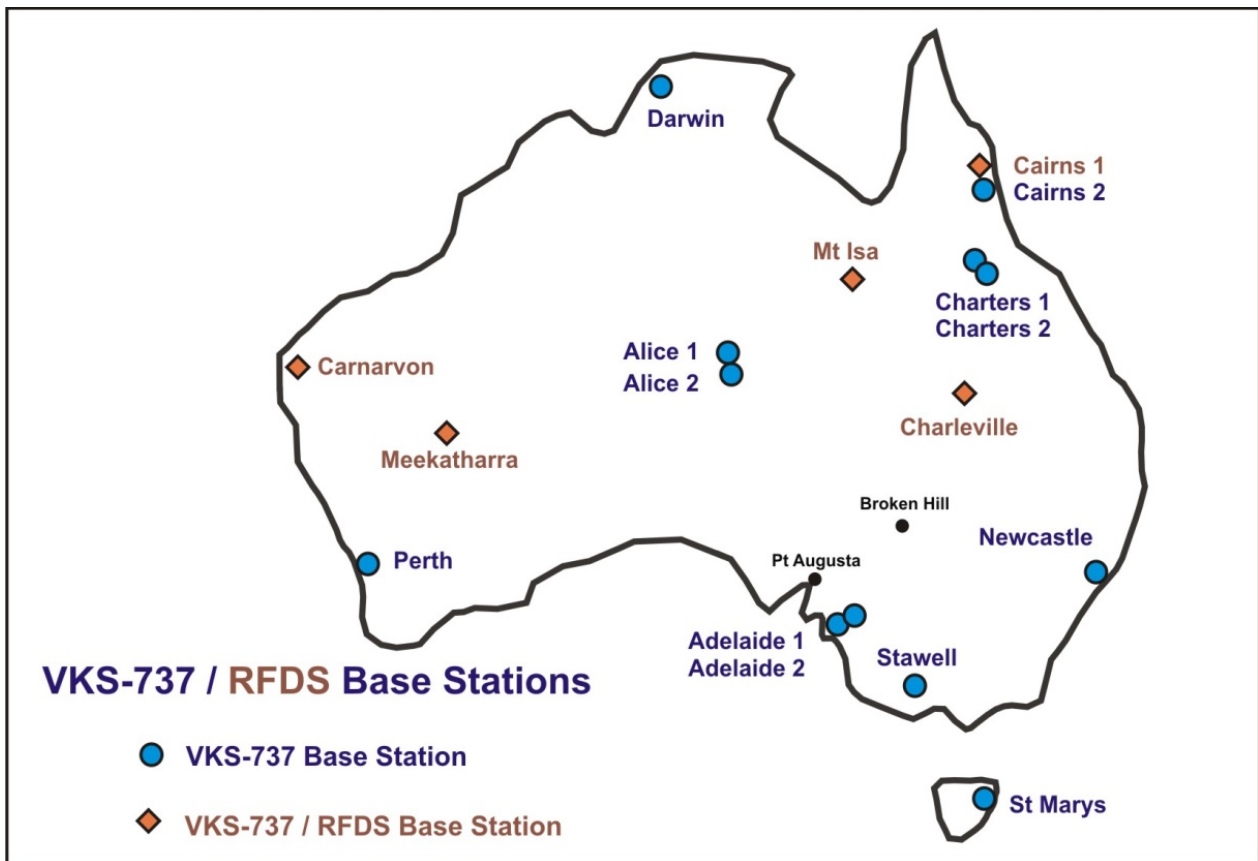 Darwin
Cairns 1
Cairns 2
Mt Isa
Charters 1
Charters 2
Alice 1
Alice 2
Carnarvon
Charleville
Meekatharra
Broken Hill
Newcastle
Perth
Pt Augusta
Adelaide 1
Adelaide 2
Stawell
VKS-737 / RFDS Base Stations
VKS-737 Base Station
St Marys
VKS-737 / RFDS Base Station